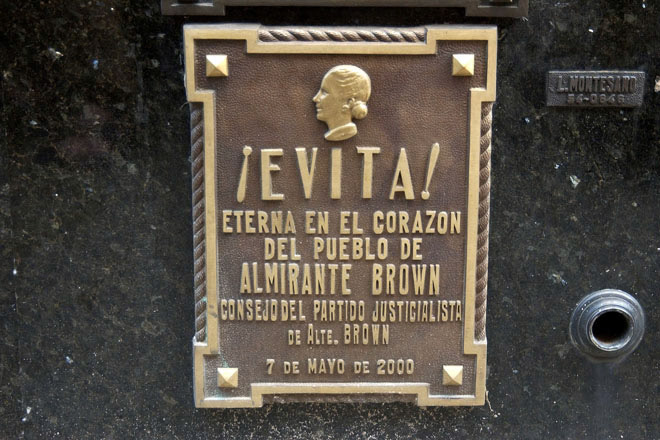 ¡EVITA!
ETERNA EN EL CORAZON
DEL PUEBLO DE
ALMIRANTE BROWN
CONSEJO DEL PARTIDO JUSTICIALISTA
DE ALTE. BROWN
7 DE MAYO DE 2000
L. MONTESANO